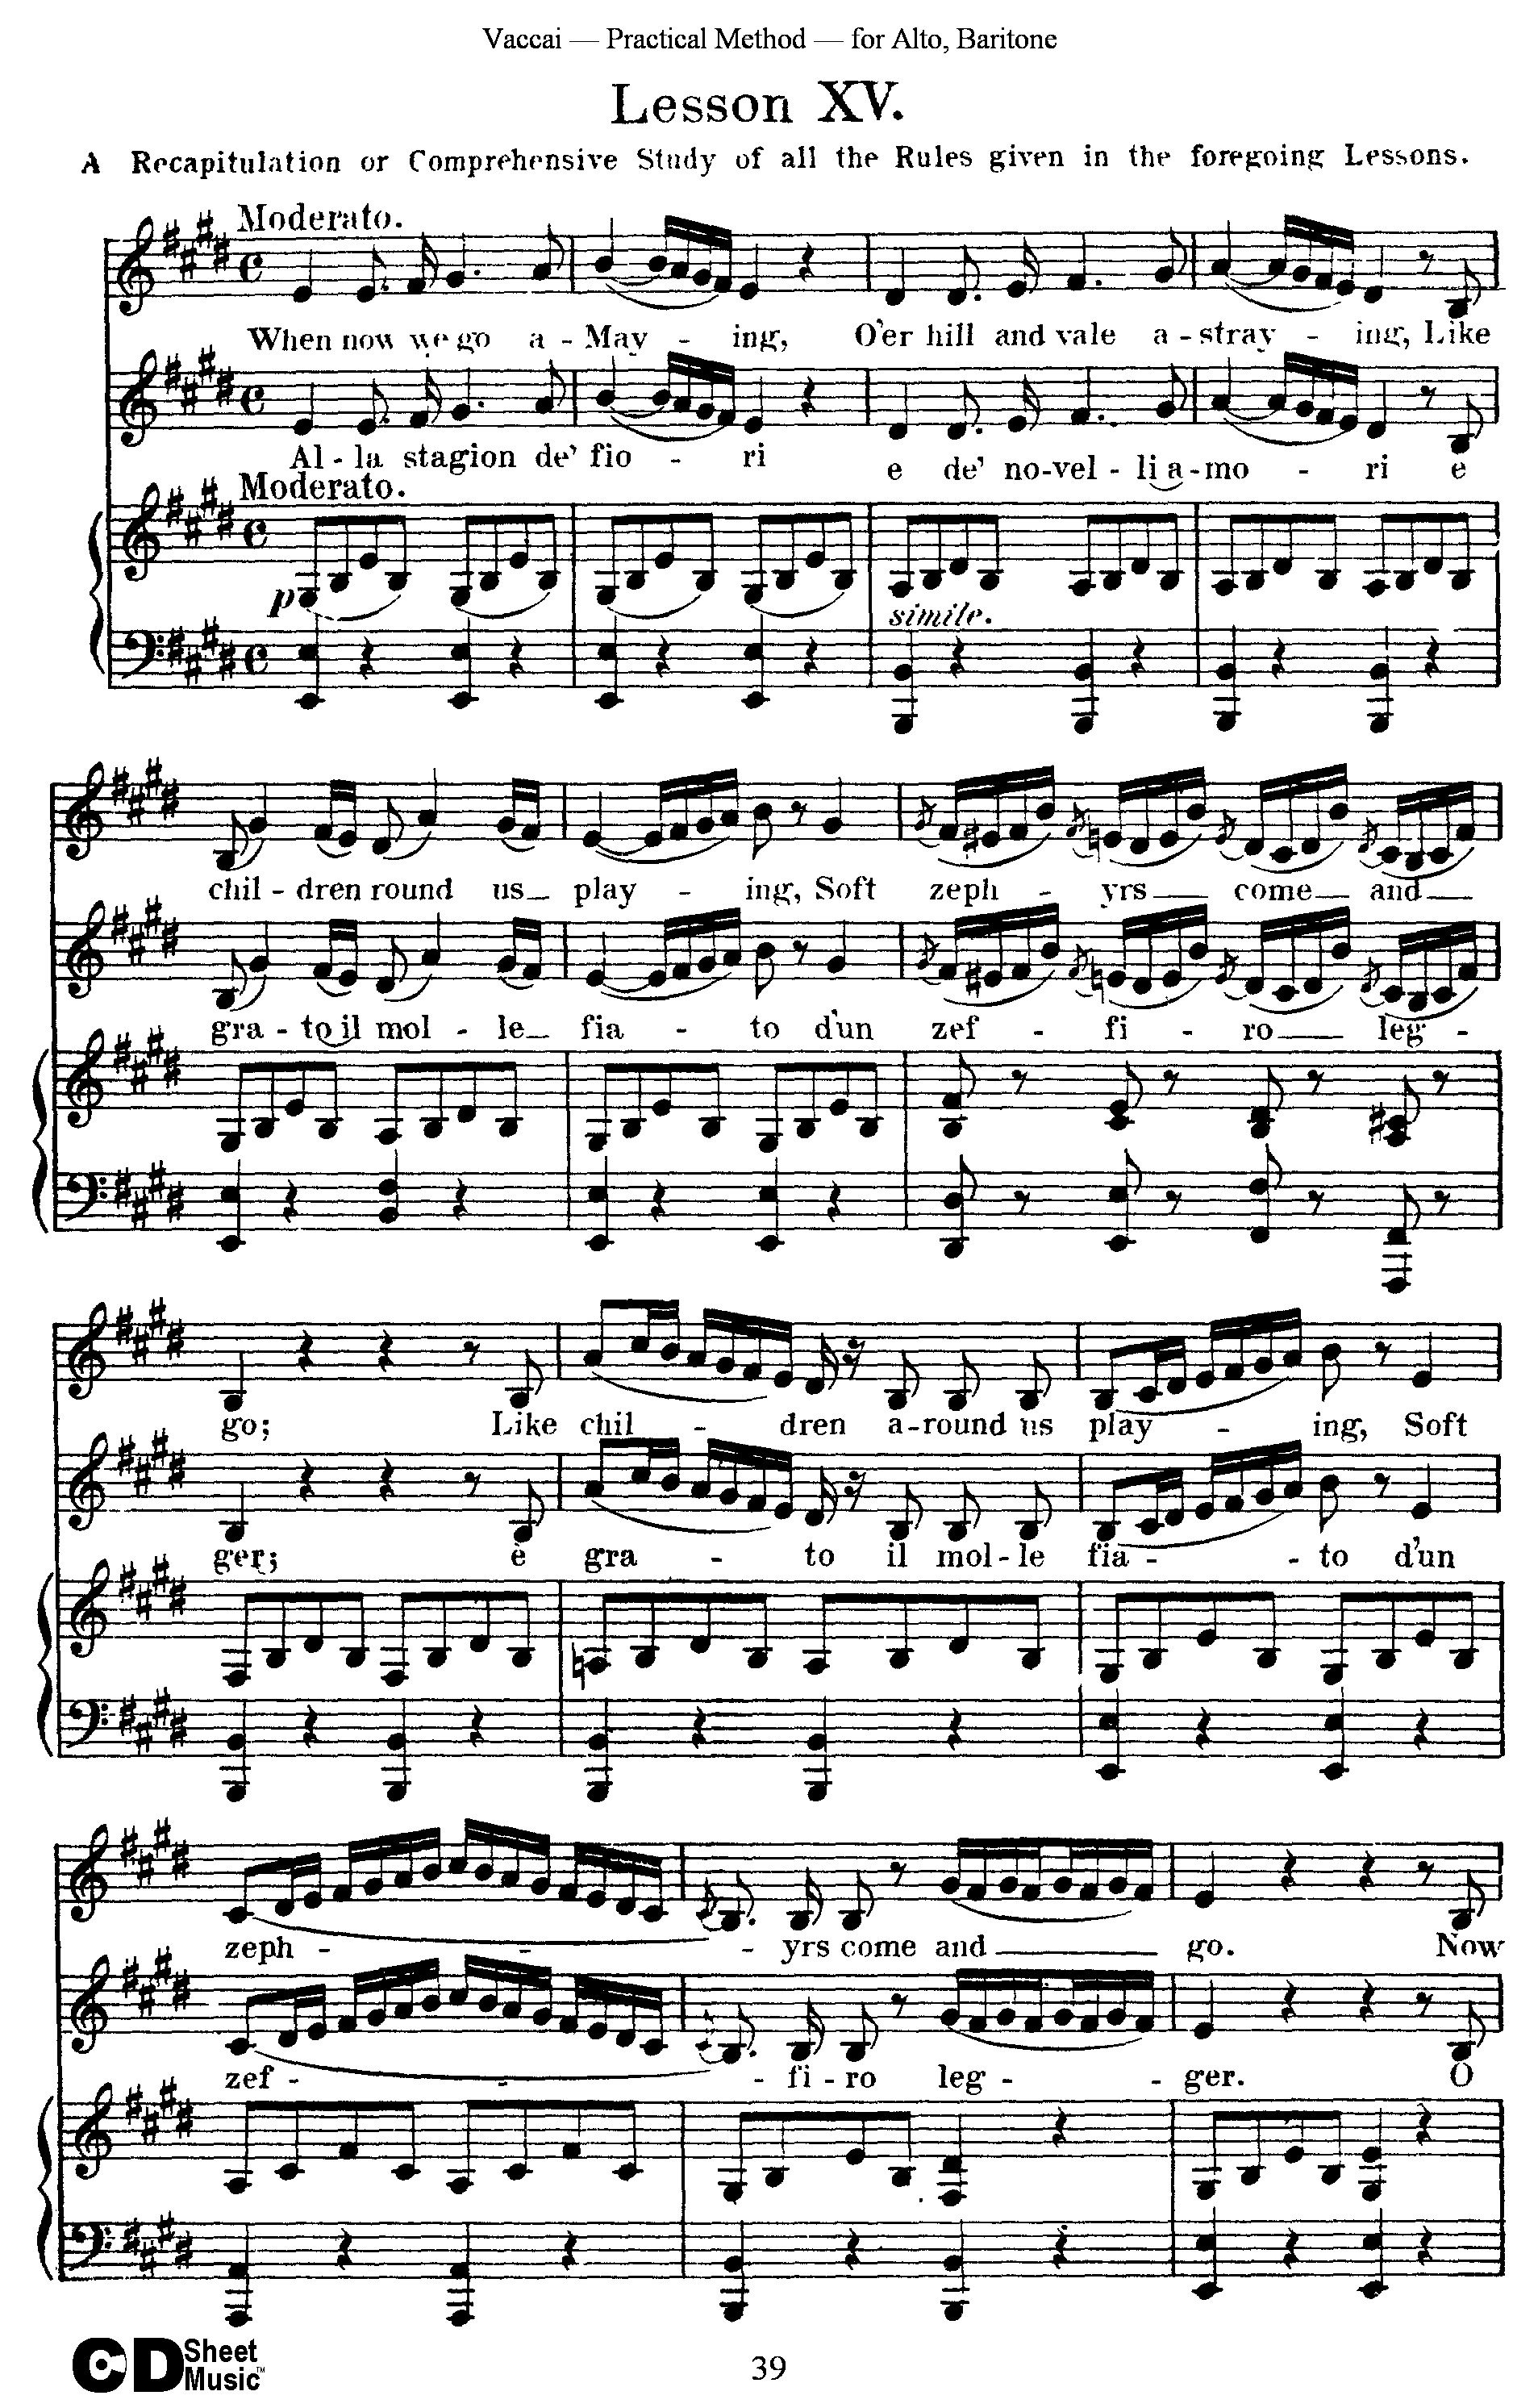 Vaccai — Practical Method — for Alto, Baritone
Lesson XV.
A Recapitulation or Comprehensive Study of all the Rules given in the foregoing Lessons.
Moderato.
When now we go a - May - ing, O'er hill and vale a - stray - ing, Like
Al - la stagion de' fio - ri e de' no - vel - li a - mo - ri e
Moderato.
p
simile.
chil - dren round us play - ing, Soft zeph - yrs come and
gra - to il mol - le fia - to d'un zef - fi - ro leg -
go; Like chil - dren a - round us play - ing, Soft
ger; è gra - to il mol - le fia - to d'un
zeph - yrs come and go. Now
zef - fi - ro leg - ger. O
CD Sheet Music™
39